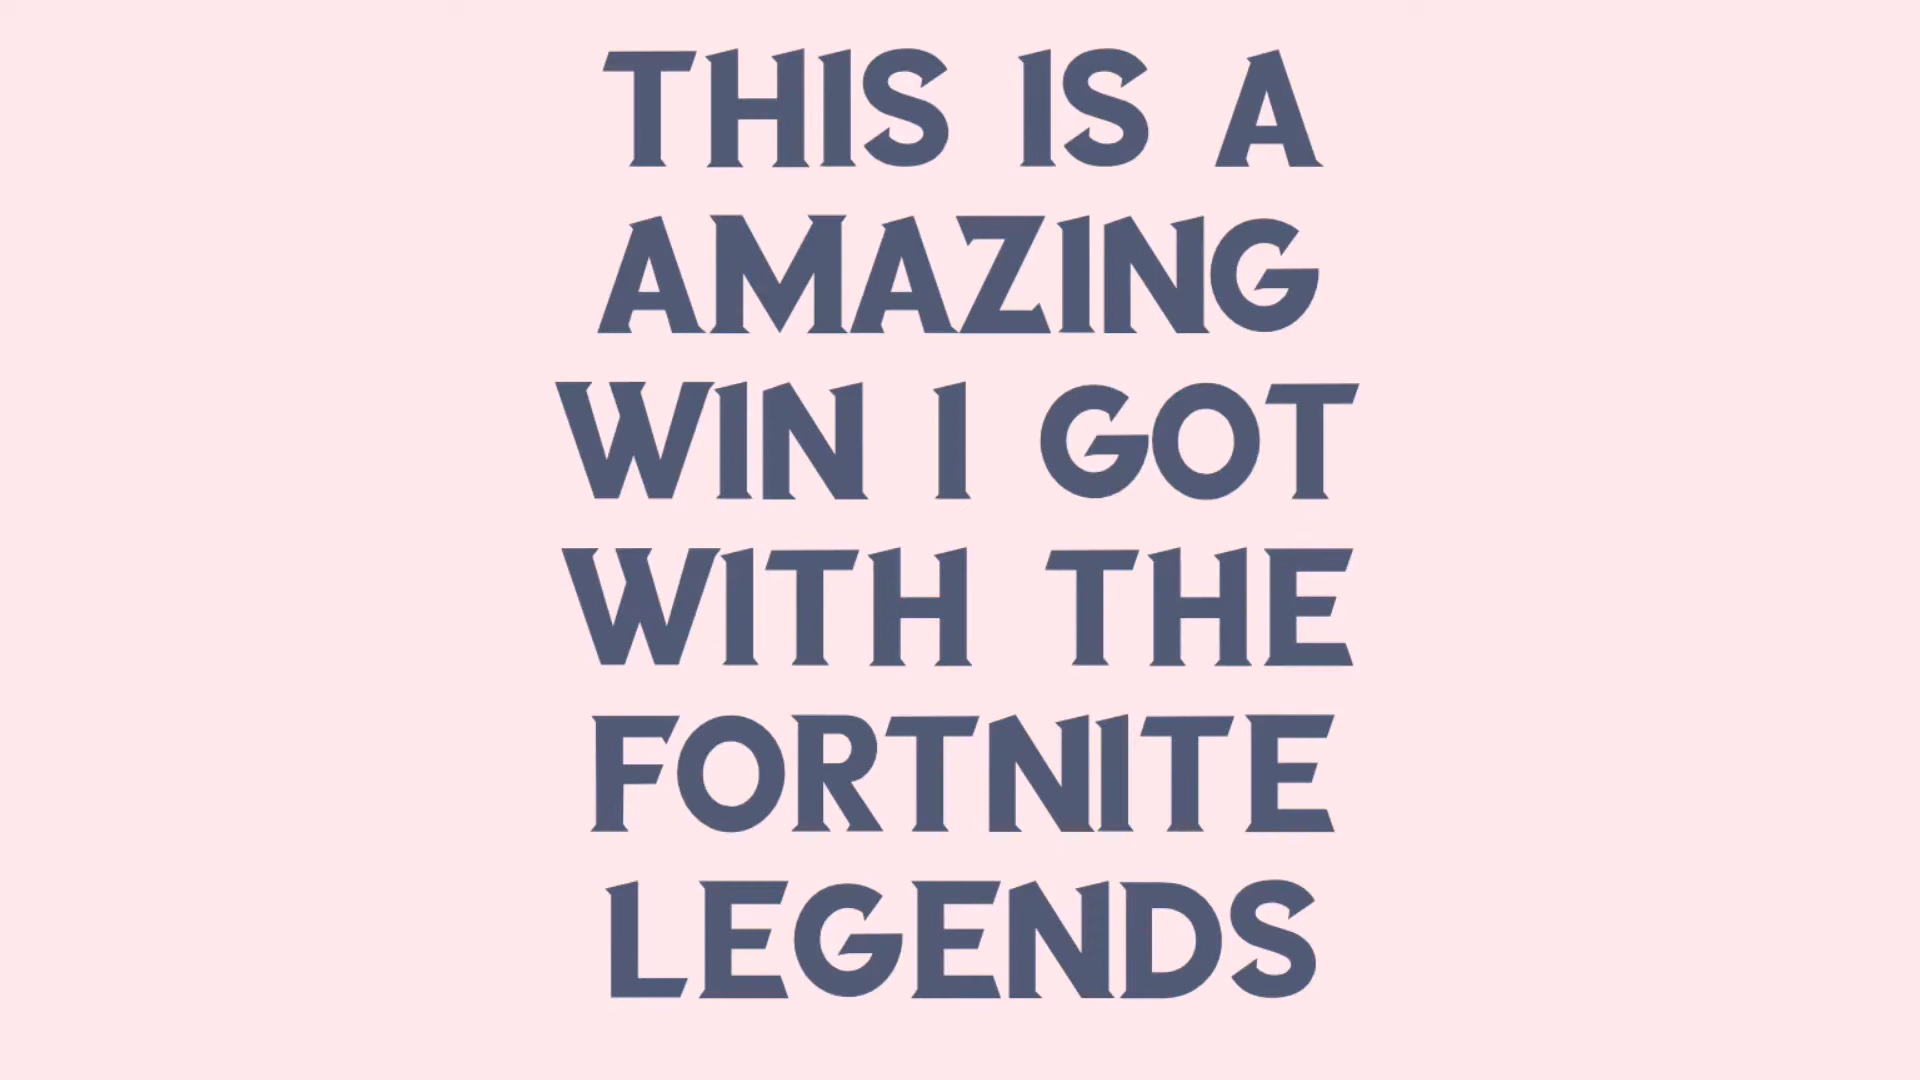 THIS IS A
AMAZING
WIN I GOT
WITH THE
FORTNITE
LEGENDS